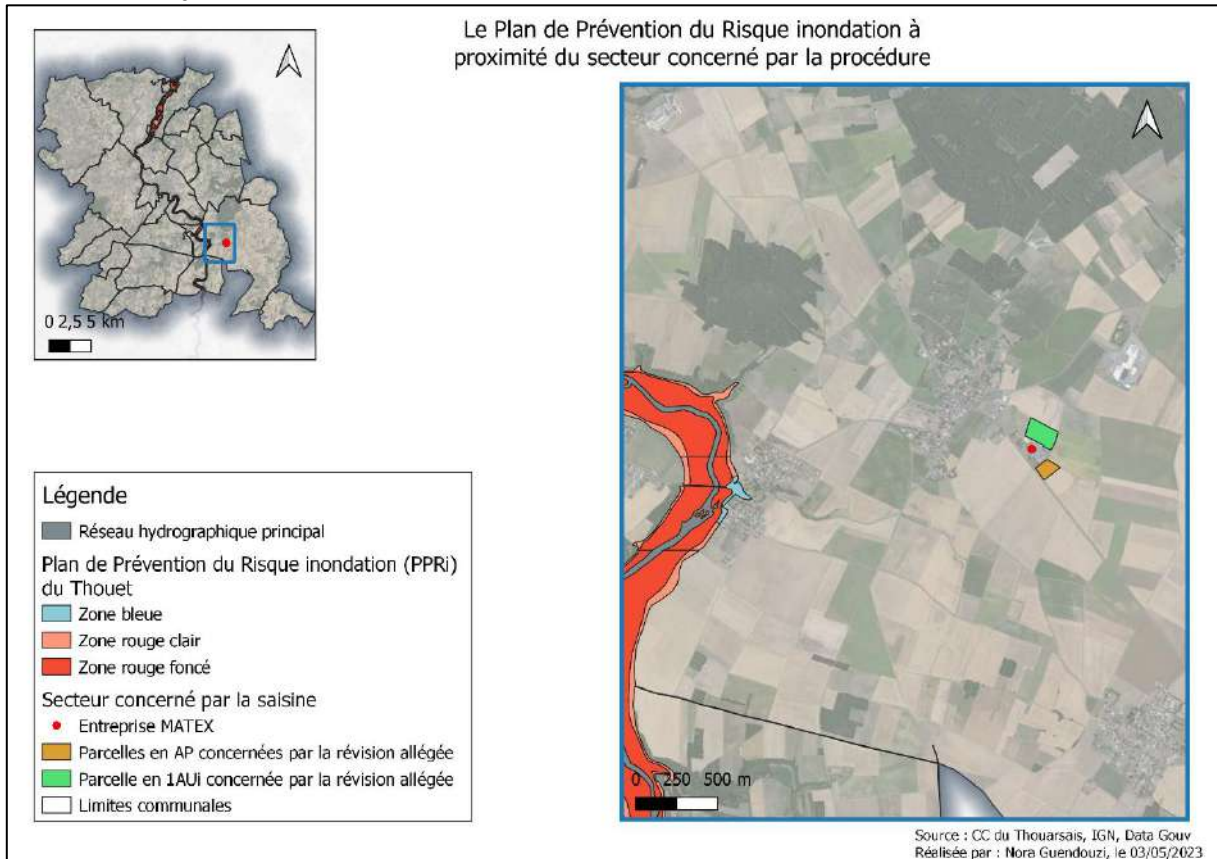 Le Plan de Prévention du Risque inondation à
proximité du secteur concerné par la procédure
0 2,5 5 km
Légende
Réseau hydrographique principal
Plan de Prévention du Risque inondation (PPRi)
du Thouet
Zone bleue
Zone rouge clair
Zone rouge foncé
Secteur concerné par la saisine
Entreprise MATEX
Parcelles en AP concernées par la révision allégée
Parcelle en 1AUi concernée par la révision allégée
Limites communales
0 250 500 m
Source : CC du Thouarsais, IGN, Data Gouv
Réalisée par : Nora Guendouzi, le 03/05/2023